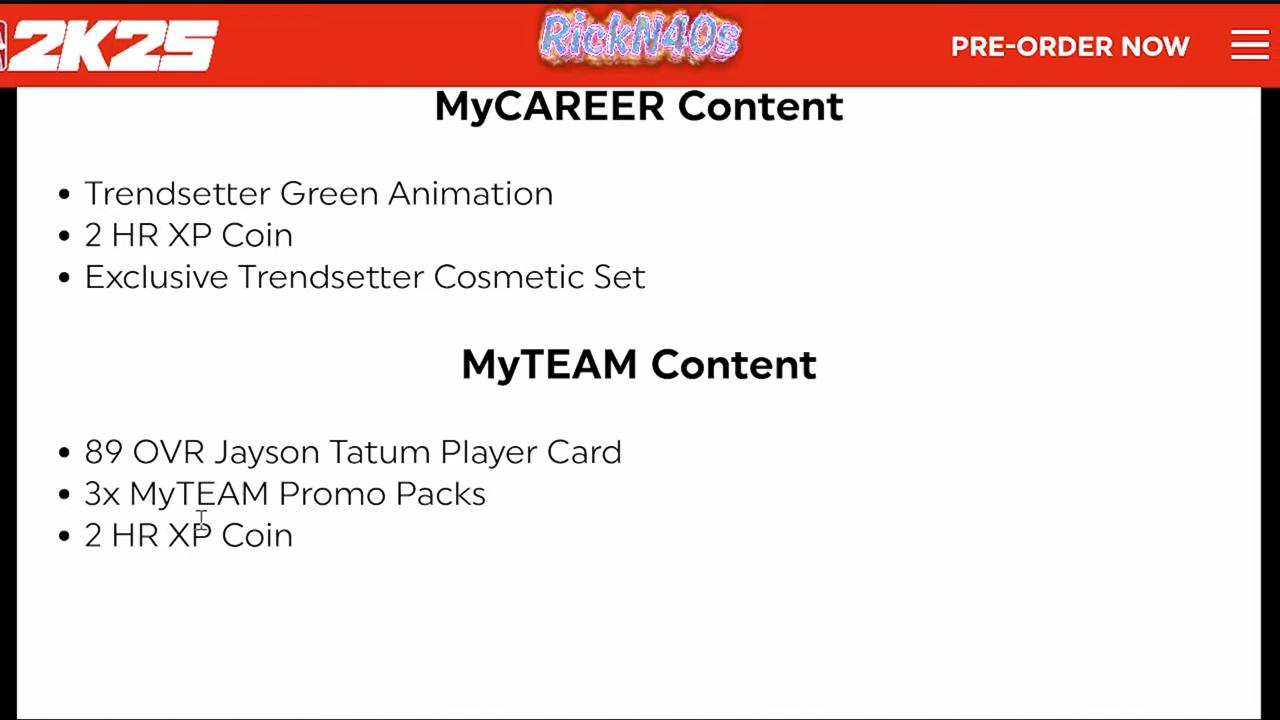 2K25
RickN40s
PRE-ORDER NOW
MyCAREER Content
• Trendsetter Green Animation
• 2 HR XP Coin
• Exclusive Trendsetter Cosmetic Set
MyTEAM Content
• 89 OVR Jayson Tatum Player Card
• 3x MyTEAM Promo Packs
• 2 HR XP Coin